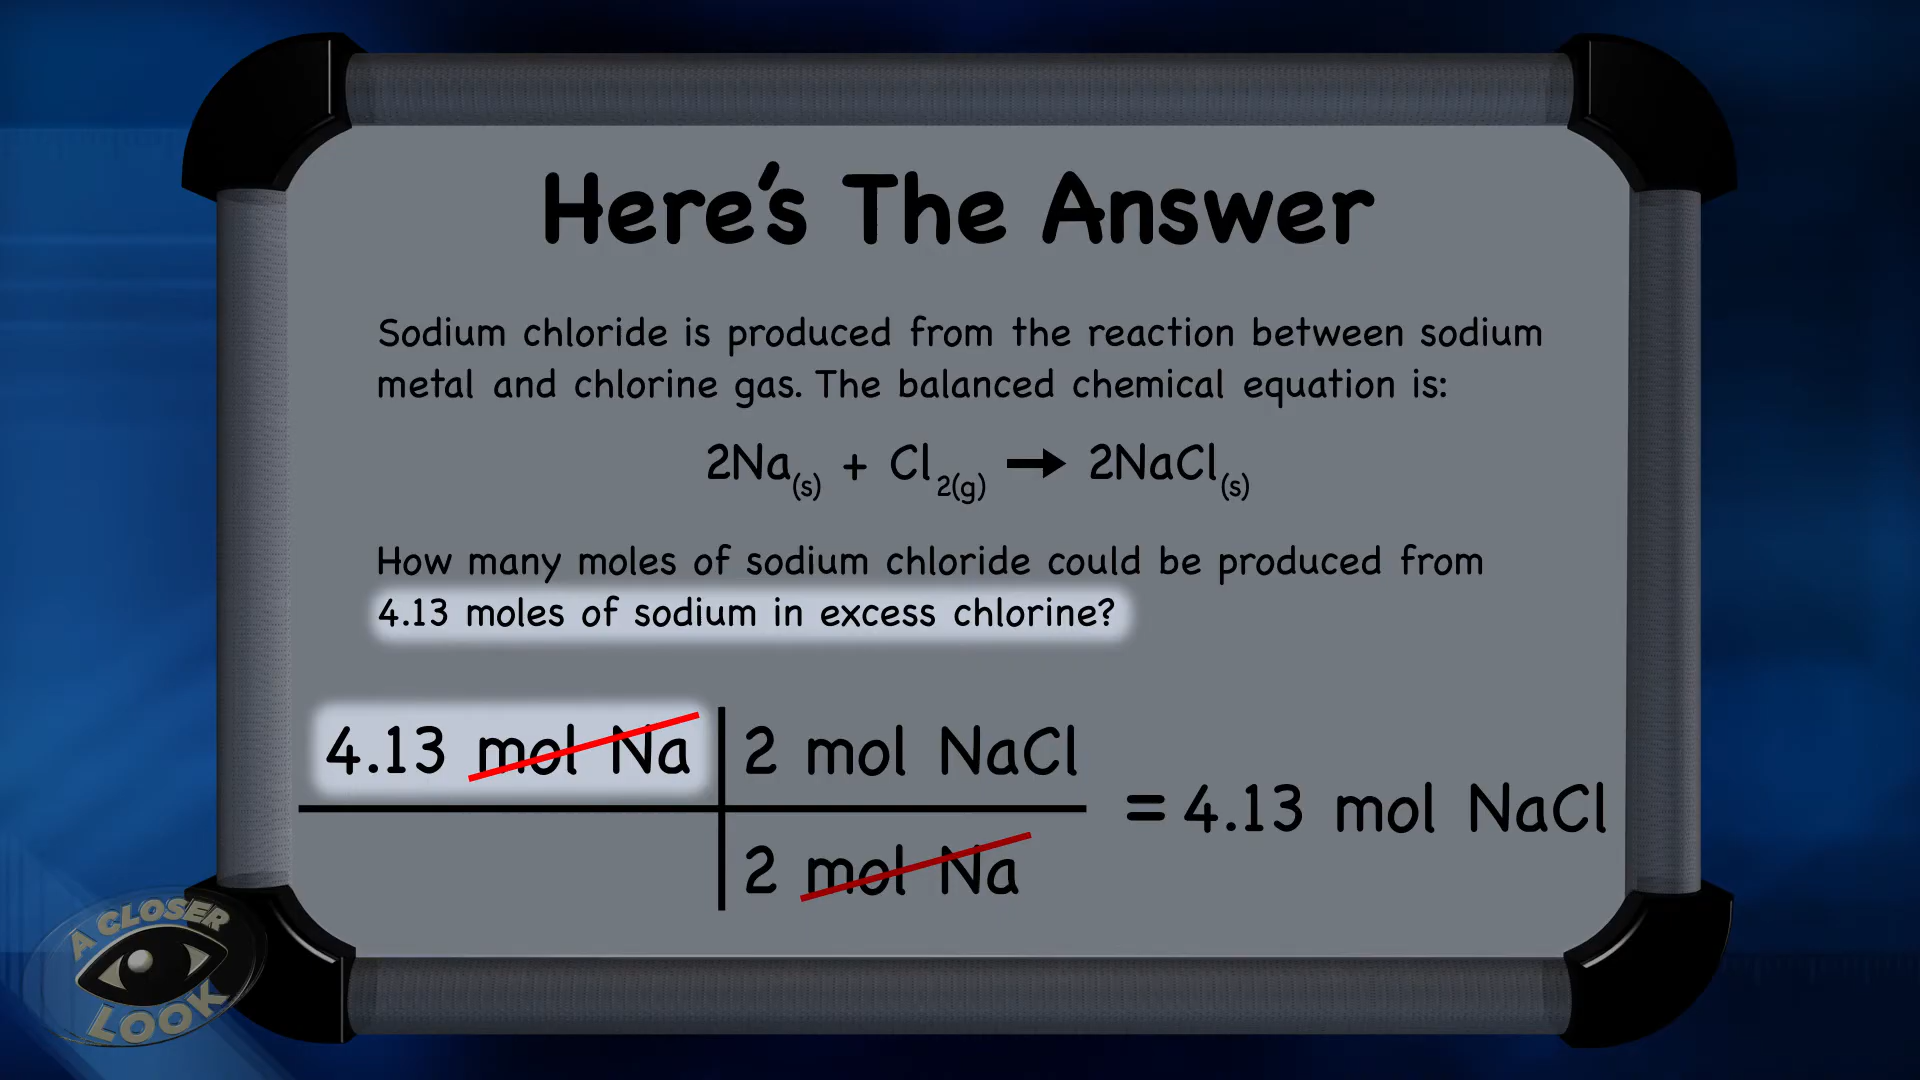 Here's The Answer
Sodium chloride is produced from the reaction between sodium
metal and chlorine gas. The balanced chemical equation is:
2Na(s) + Cl2(g) → 2NaCl(s)
How many moles of sodium chloride could be produced from
4.13 moles of sodium in excess chlorine?
4.13 mol Na | 2 mol NaCl
= 4.13 mol NaCl
2 mol Na
A CLOSER
LOOK